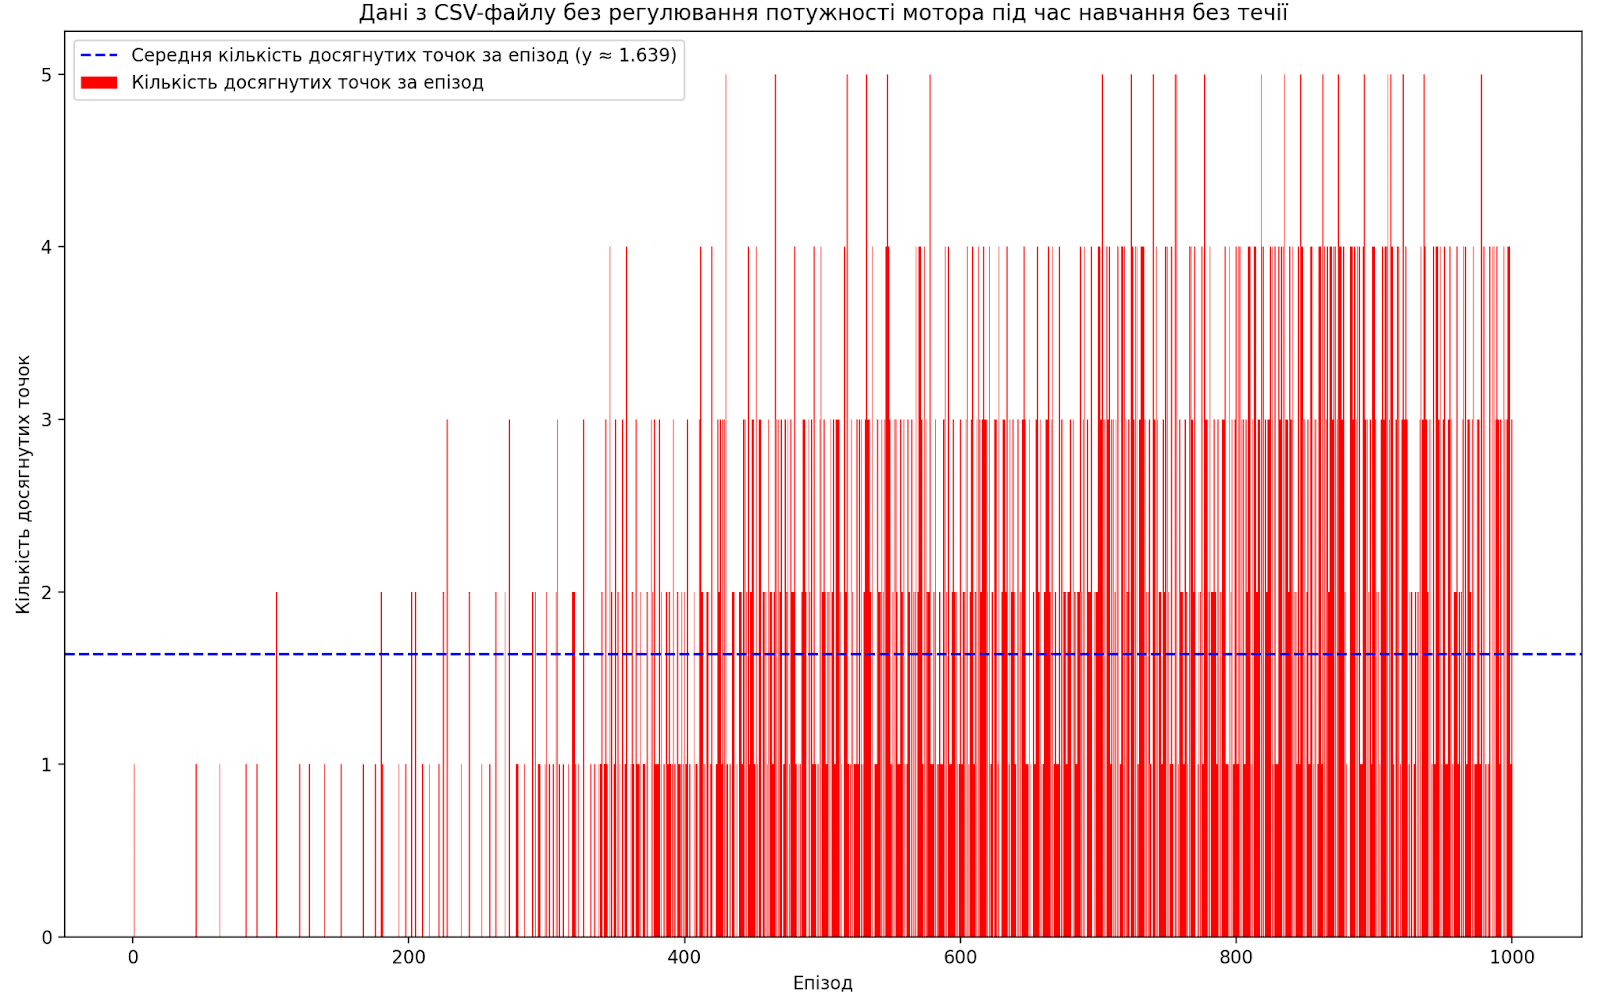 Дані з CSV-файлу без регулювання потужності мотора під час навчання без течії
Середня кількість досягнутих точок за епізод (y ≈ 1.639)
Кількість досягнутих точок за епізод
Кількість досягнутих точок
5
4
3
2
1
0
0 200 400 600 800 1000
Епізод